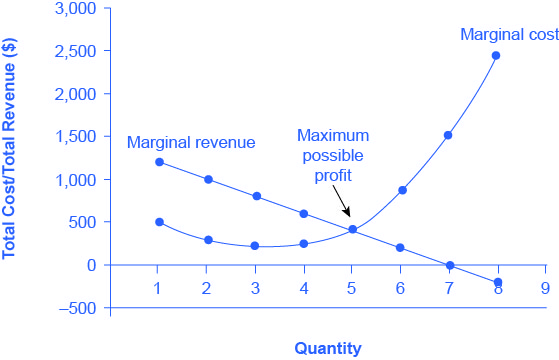 3,000
2,500
2,000
1,500
1,000
500
0
–500
Total Cost/Total Revenue ($)
Marginal cost
Marginal revenue
Maximum
possible
profit
1 2 3 4 5 6 7 8 9
Quantity